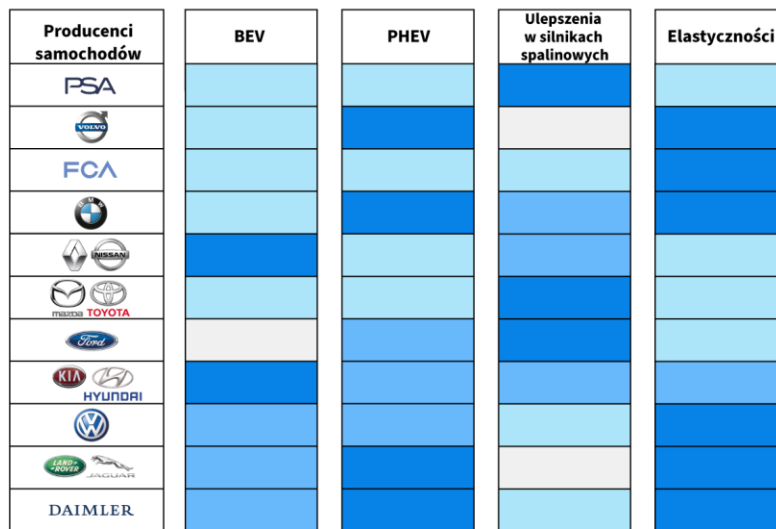 Producenci
samochodów
BEV
PHEV
Ulepszenia
w silnikach
spalinowych
Elastyczności
PSA
VOLVO
FCA
BMW
NISSAN
mazda TOYOTA
Ford
KIA
HYUNDAI
VW
LAND-
ROVER
JAGUAR
DAIMLER